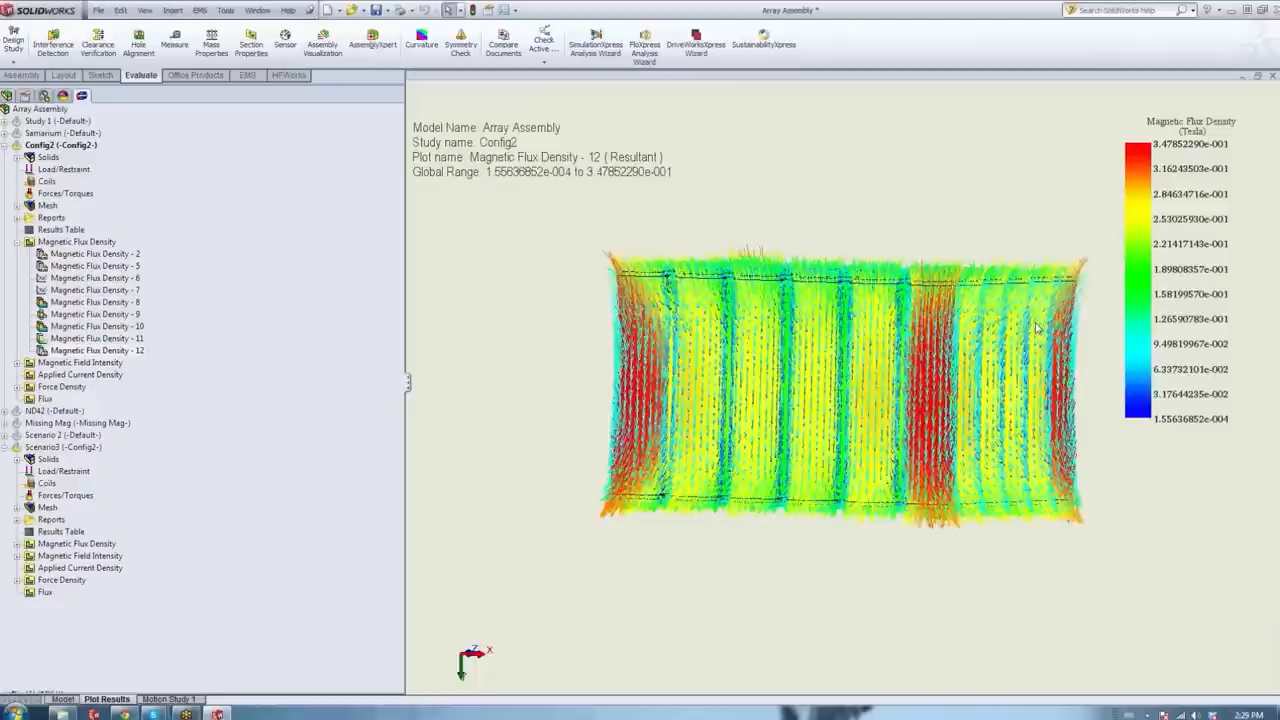 SOLIDWORKS
File Edit View Insert EMS Tools Window Help
Array Assembly *
Search SolidWorks Help
Design Study
Interference Detection
Clearance Verification
Hole Alignment
Measure
Mass Properties
Section Properties
Sensor
Assembly Visualization
AssemblyXpert
Curvature
Symmetry Check
Compare Documents
Check Active ...
SimulationXpress Analysis Wizard
FloXpress Analysis Wizard
DriveWorksXpress Wizard
SustainabilityXpress
Assembly Layout Sketch Evaluate Office Products EMS HFWorks
Array Assembly
Study 1 (-Default-)
Samarium (-Default-)
Config2 (-Config2-)
Solids
Load/Restraint
Coils
Forces/Torques
Mesh
Reports
Results Table
Magnetic Flux Density
Magnetic Flux Density - 2
Magnetic Flux Density - 5
Magnetic Flux Density - 6
Magnetic Flux Density - 7
Magnetic Flux Density - 8
Magnetic Flux Density - 9
Magnetic Flux Density - 10
Magnetic Flux Density - 11
Magnetic Flux Density - 12
Magnetic Field Intensity
Applied Current Density
Force Density
Flux
ND42 (-Default-)
Missing Mag (-Missing Mag-)
Scenario 2 (-Default-)
Scenario3 (-Config2-)
Solids
Load/Restraint
Coils
Forces/Torques
Mesh
Reports
Results Table
Magnetic Flux Density
Magnetic Field Intensity
Applied Current Density
Force Density
Flux
Model Name Array Assembly
Study name: Config2
Plot name Magnetic Flux Density - 12 ( Resultant )
Global Range 1.55636852e-004 to 3.47852290e-001
Magnetic Flux Density
(Tesla)
3.47852290e-001
3.16243503e-001
2.84634716e-001
2.53025930e-001
2.21417143e-001
1.89808357e-001
1.58199570e-001
1.26590783e-001
9.49819967e-002
6.33732101e-002
3.17644235e-002
1.55636852e-004
Z X
Model Plot Results Motion Study 1
2:29 PM